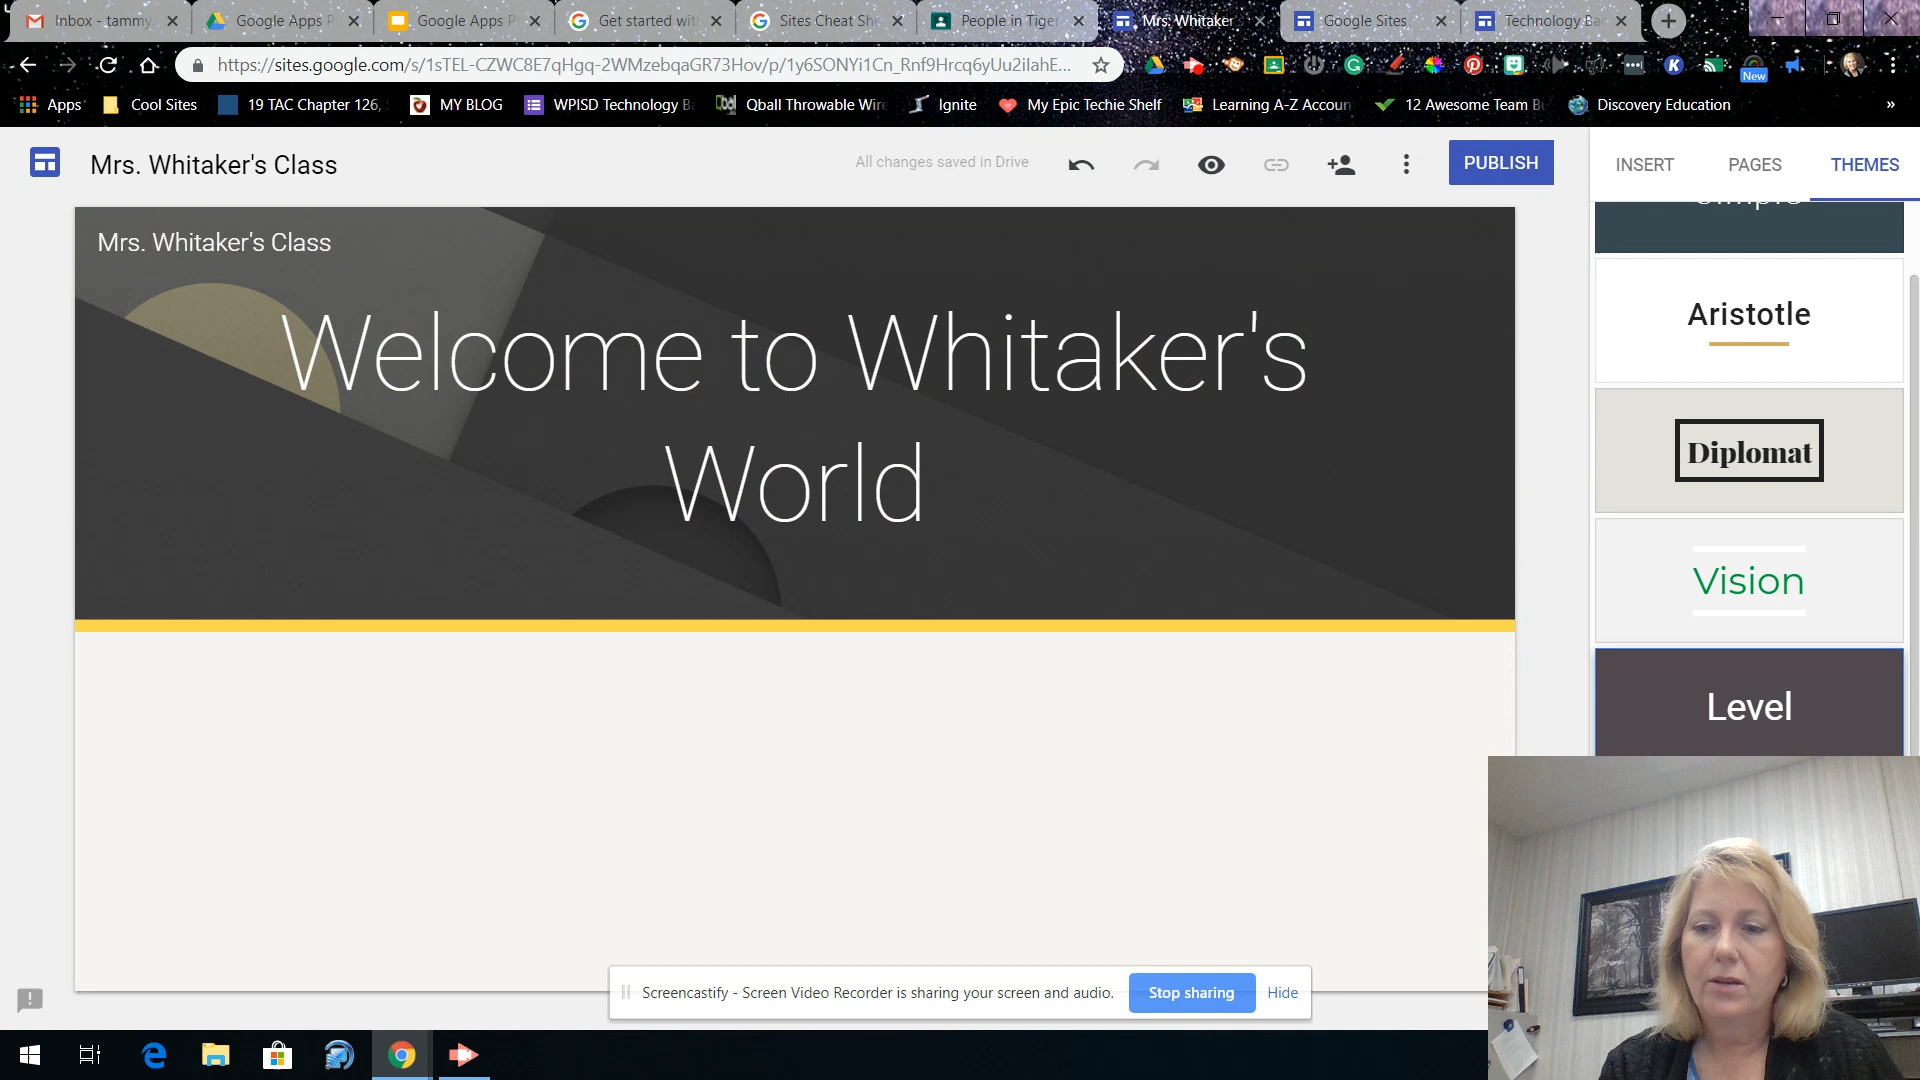 Inbox - tammy
Google Apps P
Google Apps P
Get started wit
Sites Cheat She
People in Tiger
Mrs. Whitaker
Google Sites
Technology Ba
https://sites.google.com/s/1sTEL-CZWC8E7qHgq-2WMzebqaGR73Hov/p/1y6SONYi1Cn_Rnf9Hrcq6yUu2iIahE...
New
Apps
Cool Sites
19 TAC Chapter 126,
MY BLOG
WPISD Technology Ba
Qball Throwable Wire
Ignite
My Epic Techie Shelf
Learning A-Z Accoun
12 Awesome Team B
Discovery Education
»
Mrs. Whitaker's Class
All changes saved in Drive
PUBLISH
INSERT
PAGES
THEMES
Mrs. Whitaker's Class
Welcome to Whitaker's
World
Simple
Aristotle
Diplomat
Vision
Level
Screencastify - Screen Video Recorder is sharing your screen and audio.
Stop sharing
Hide